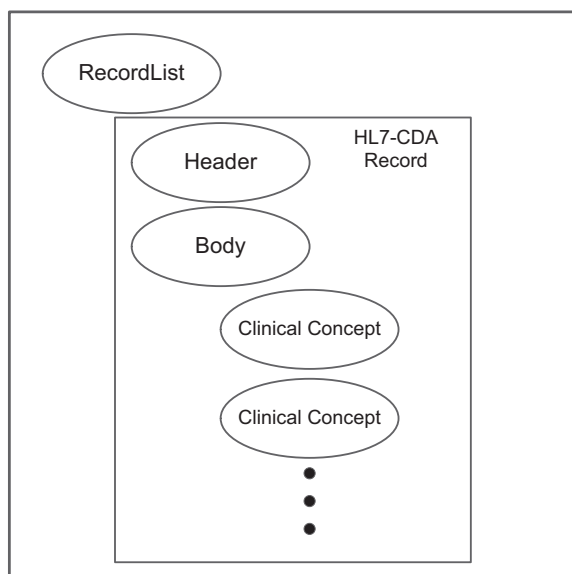 RecordList
HL7-CDA
Record
Header
Body
Clinical Concept
Clinical Concept